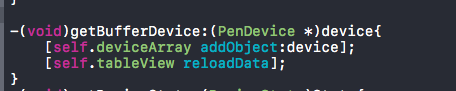 -(void)getBufferDevice:(PenDevice *)device{
    [self.deviceArray addObject:device];
    [self.tableView reloadData];
}